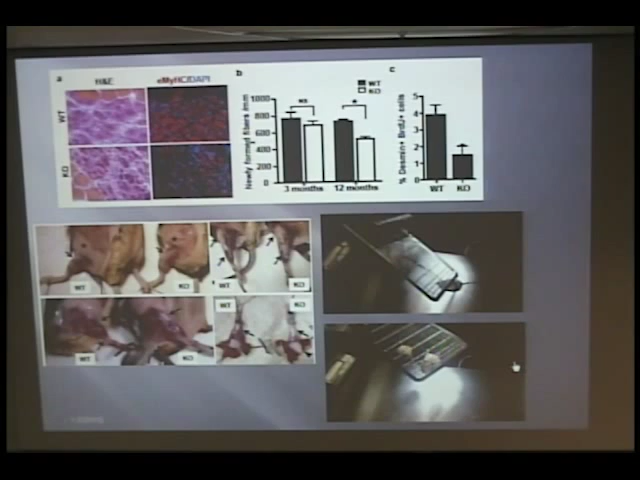 a
H&E eMyHC/DAPI
WT
KO
b
Newly formed fibers /mm
1000
800
600
400
200
0
NS
*
WT
KO
3 months 12 months
c
% Desmin+ BrdU+ cells
5
4
3
2
1
0
WT KO
WT KO
WT KO
WT KO
WT KO